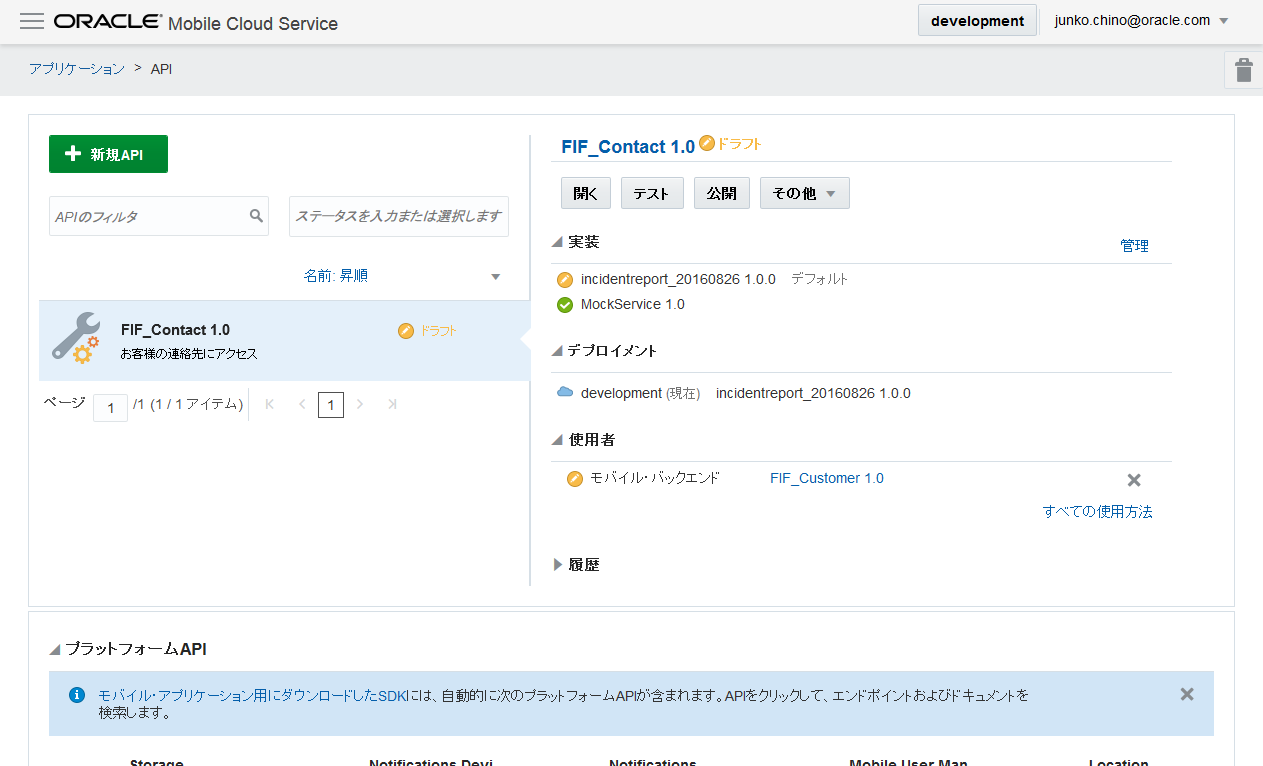 ORACLE Mobile Cloud Service
development
junko.chino@oracle.com
アプリケーション > API
新規API
APIのフィルタ
ステータスを入力または選択します
名前: 昇順
FIF_Contact 1.0
ドラフト
お客様の連絡先にアクセス
ページ 1 /1 (1 / 1 アイテム) 1
FIF_Contact 1.0 ドラフト
開く テスト 公開 その他
実装
管理
incidentreport_20160826 1.0.0 デフォルト
MockService 1.0
デプロイメント
development (現在) incidentreport_20160826 1.0.0
使用者
モバイル・バックエンド FIF_Customer 1.0
すべての使用方法
履歴
プラットフォームAPI
モバイル・アプリケーション用にダウンロードしたSDKには、自動的に次のプラットフォームAPIが含まれます。APIをクリックして、エンドポイントおよびドキュメントを
検索します。
Storage Notifications Devi Notifications Mobile User Man Location